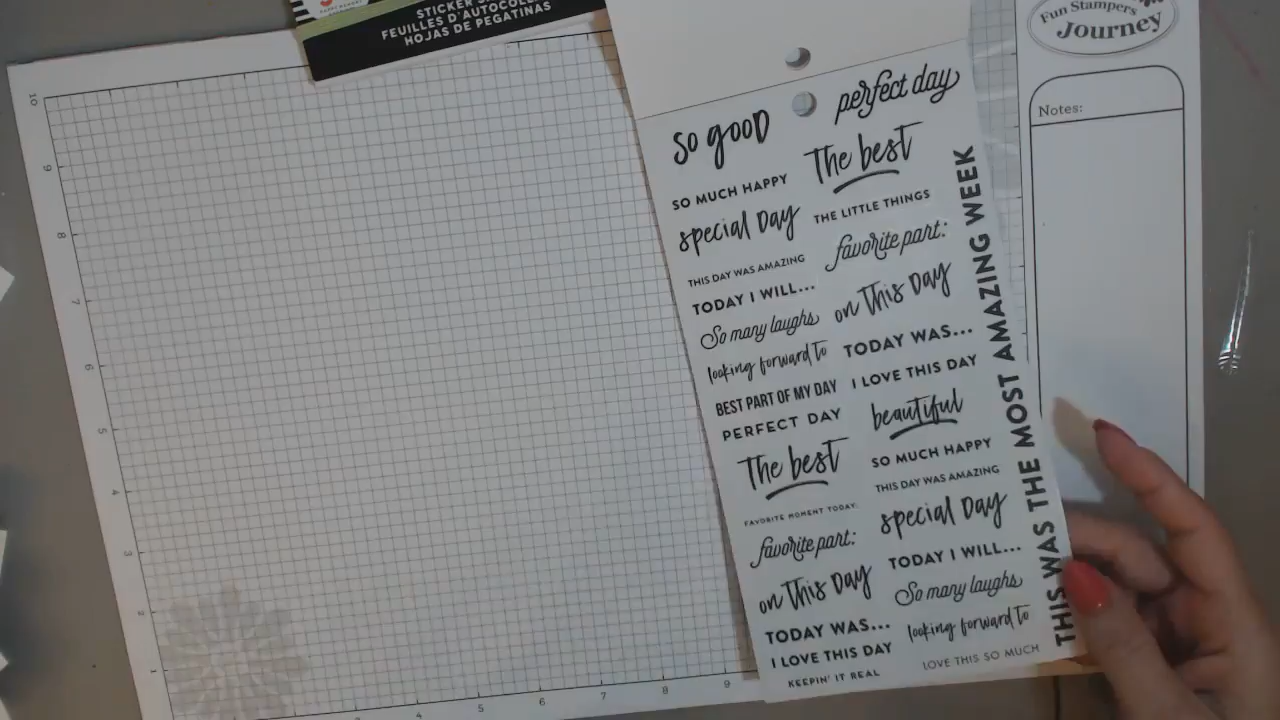 STICKER
FEUILLES D'AUTOCOLL
HOJAS DE PEGATINAS
Fun Stampers
Journey
Notes:
so good
perfect day
The best
SO MUCH HAPPY
special Day
THE LITTLE THINGS
favorite part:
THIS DAY WAS AMAZING
TODAY I WILL...
on This Day
So many laughs
looking forward to
TODAY WAS...
BEST PART OF MY DAY
I LOVE THIS DAY
PERFECT DAY
beautiful
The best
SO MUCH HAPPY
THIS DAY WAS AMAZING
FAVORITE MOMENT TODAY:
special Day
favorite part:
TODAY I WILL...
on This Day
So many laughs
TODAY WAS...
looking forward to
I LOVE THIS DAY
LOVE THIS SO MUCH
KEEPIN' IT REAL
THIS WAS THE MOST AMAZING WEEK
10
9
8
7
6
5
4
3
2
1
4
5
6
7
8
9